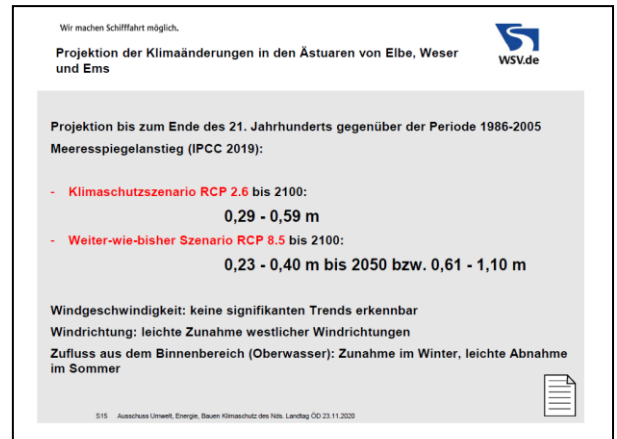 Wir machen Schifffahrt möglich.
Projektion der Klimaänderungen in den Ästuaren von Elbe, Weser
und Ems
WSV.de
Projektion bis zum Ende des 21. Jahrhunderts gegenüber der Periode 1986-2005
Meeresspiegelanstieg (IPCC 2019):
- Klimaschutzszenario RCP 2.6 bis 2100:
0,29 - 0,59 m
- Weiter-wie-bisher Szenario RCP 8.5 bis 2100:
0,23 - 0,40 m bis 2050 bzw. 0,61 - 1,10 m
Windgeschwindigkeit: keine signifikanten Trends erkennbar
Windrichtung: leichte Zunahme westlicher Windrichtungen
Zufluss aus dem Binnenbereich (Oberwasser): Zunahme im Winter, leichte Abnahme
im Sommer
S15 Ausschuss Umwelt, Energie, Bauen Klimaschutz des Nds. Landtag ÖD 23.11.2020